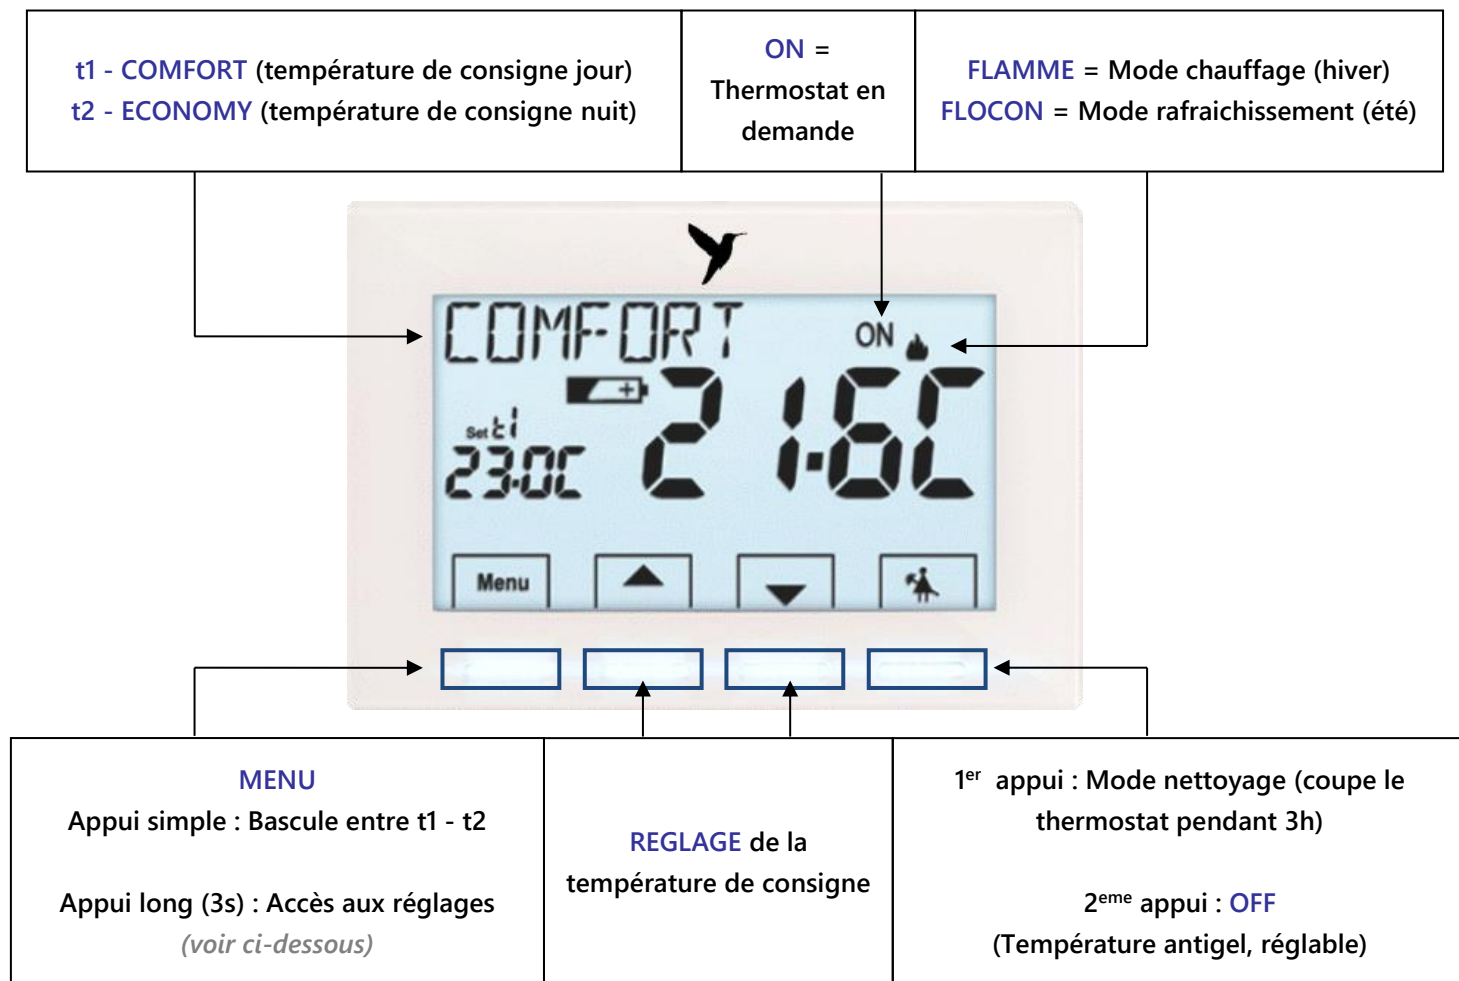 t1 - COMFORT (température de consigne jour)
t2 - ECONOMY (température de consigne nuit)
ON =
Thermostat en
demande
FLAMME = Mode chauffage (hiver)
FLOCON = Mode rafraichissement (été)
COMFORT
ON
Set t1
23.0C
21.6C
Menu
MENU
Appui simple : Bascule entre t1 - t2
Appui long (3s) : Accès aux réglages
(voir ci-dessous)
REGLAGE de la
température de consigne
1er appui : Mode nettoyage (coupe le
thermostat pendant 3h)
2eme appui : OFF
(Température antigel, réglable)